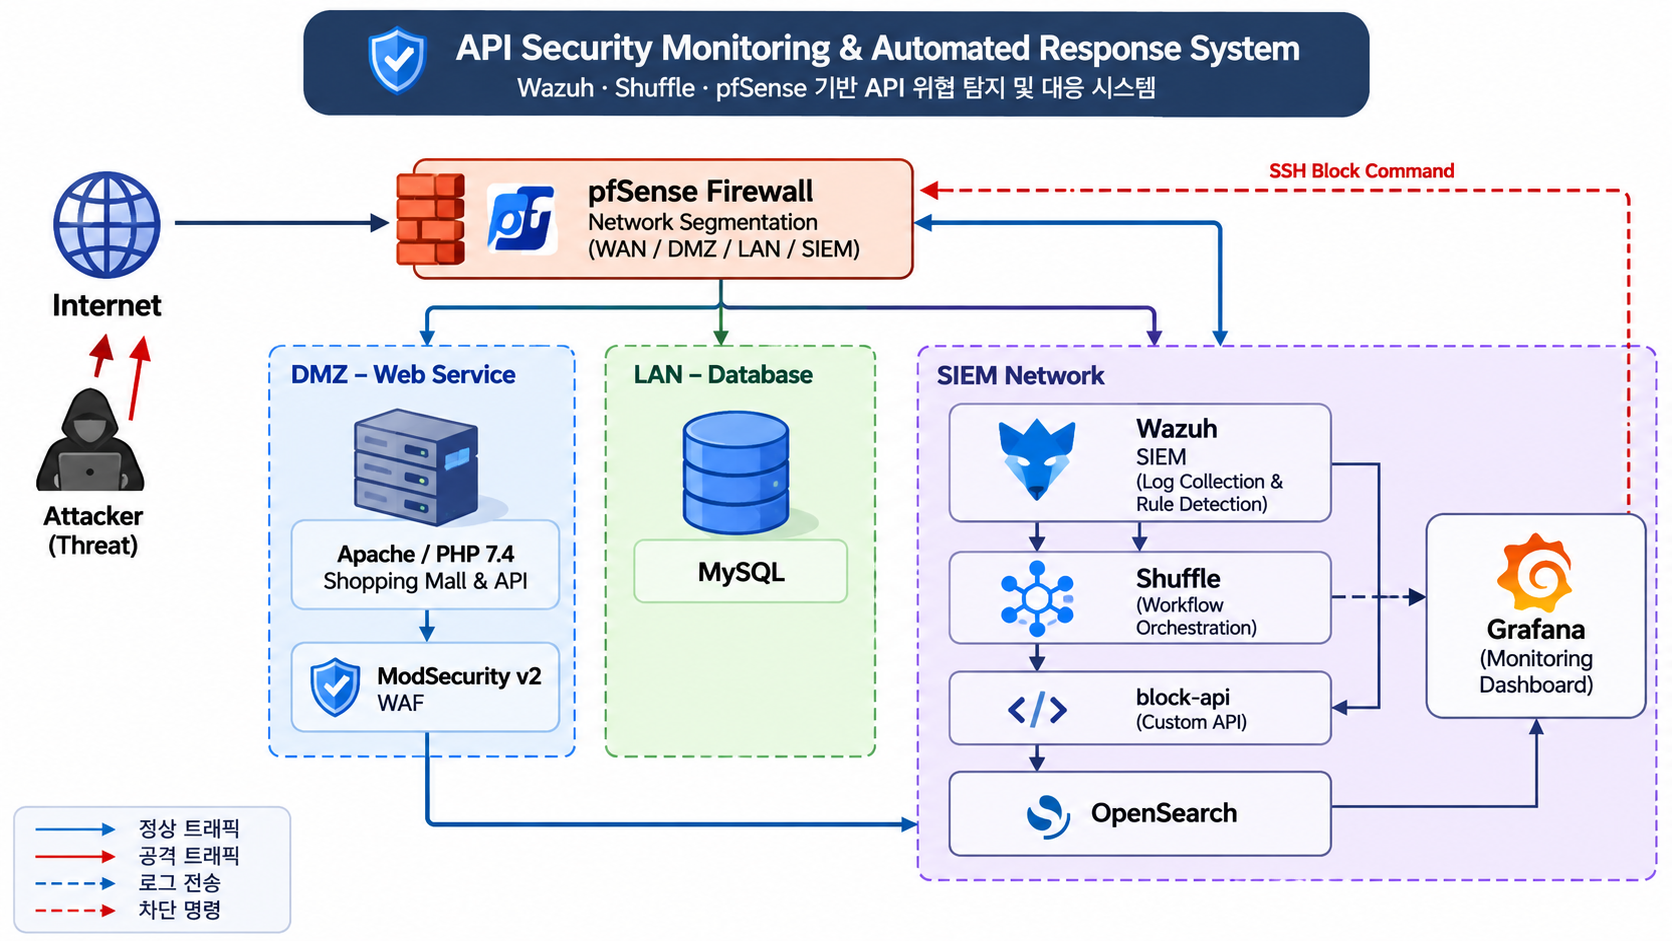 API Security Monitoring & Automated Response System
Wazuh · Shuffle · pfSense 기반 API 위협 탐지 및 대응 시스템
SSH Block Command
pfSense Firewall
Network Segmentation
(WAN / DMZ / LAN / SIEM)
pf
Internet
Attacker
(Threat)
DMZ – Web Service
Apache / PHP 7.4
Shopping Mall & API
ModSecurity v2
WAF
LAN – Database
MySQL
SIEM Network
Wazuh
SIEM
(Log Collection &
Rule Detection)
Shuffle
(Workflow
Orchestration)
</>
block-api
(Custom API)
OpenSearch
Grafana
(Monitoring
Dashboard)
정상 트래픽
공격 트래픽
로그 전송
차단 명령